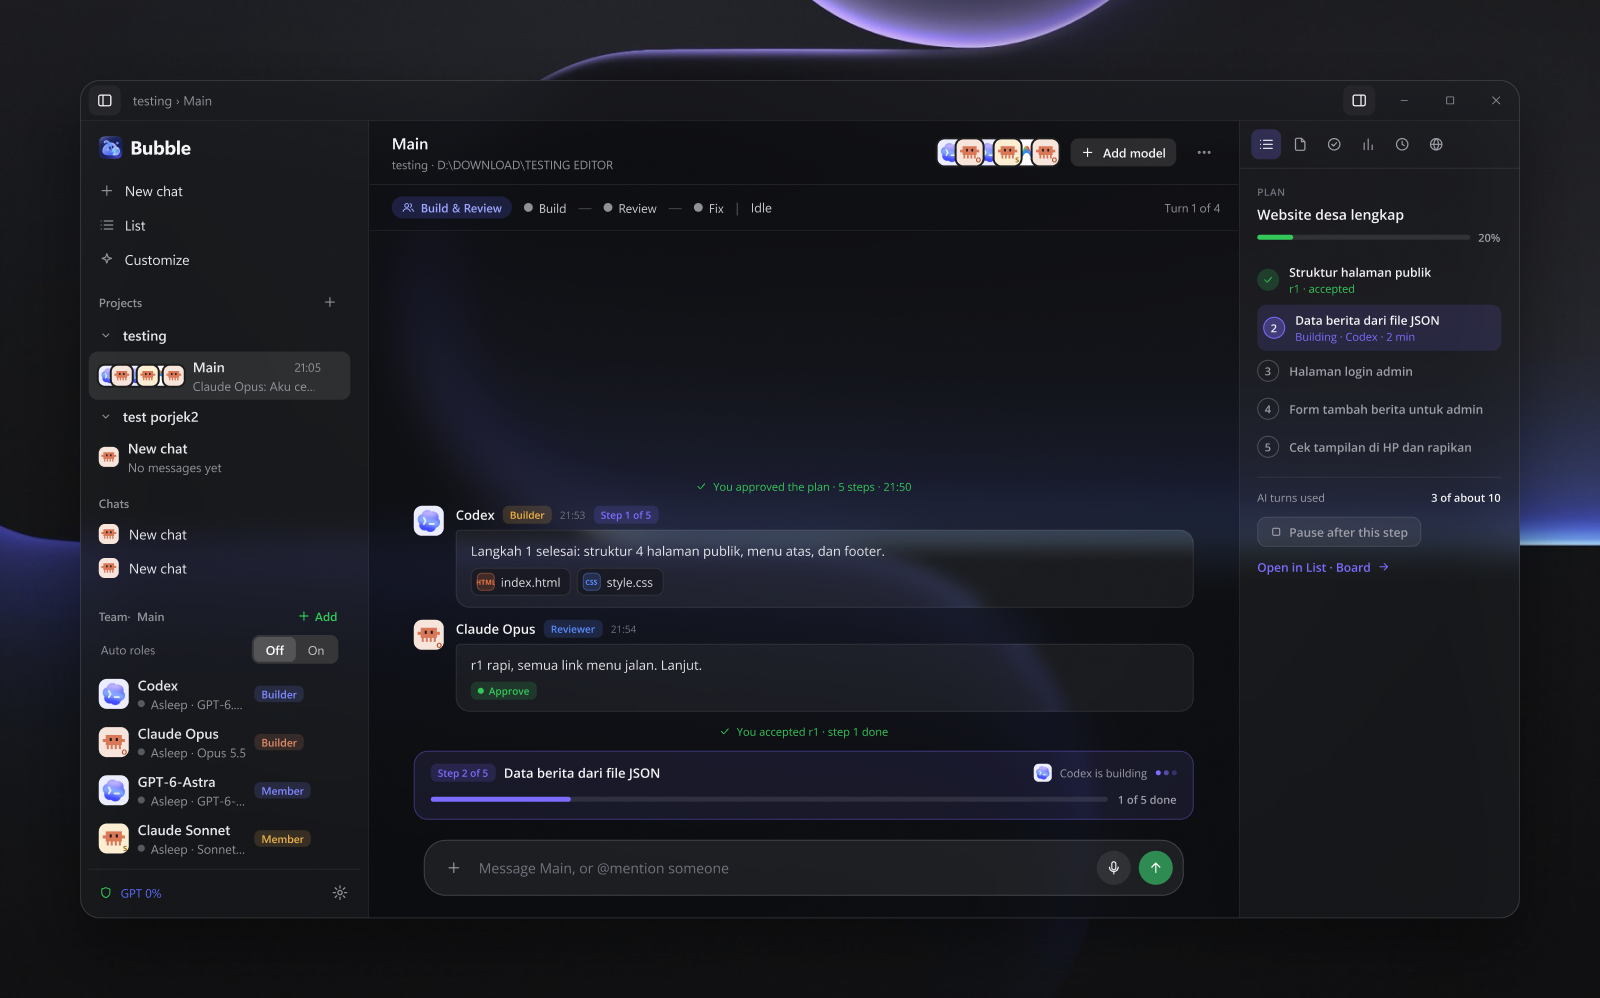 testing › Main
Bubble
New chat
List
Customize
Projects
testing
Main 21:05
Claude Opus: Aku ce...
test porjek2
New chat
No messages yet
Chats
New chat
New chat
Team· Main + Add
Auto roles Off On
Codex Builder
Asleep · GPT-6....
Claude Opus Builder
Asleep · Opus 5.5
GPT-6-Astra Member
Asleep · GPT-6-...
Claude Sonnet Member
Asleep · Sonnet...
GPT 0%
Main
testing · D:\DOWNLOAD\TESTING EDITOR
+ Add model
Build & Review Build — Review — Fix | Idle Turn 1 of 4
You approved the plan · 5 steps · 21:50
Codex Builder 21:53 Step 1 of 5
Langkah 1 selesai: struktur 4 halaman publik, menu atas, dan footer.
HTML index.html CSS style.css
Claude Opus Reviewer 21:54
r1 rapi, semua link menu jalan. Lanjut.
Approve
You accepted r1 · step 1 done
Step 2 of 5 Data berita dari file JSON Codex is building
1 of 5 done
Message Main, or @mention someone
PLAN
Website desa lengkap
20%
Struktur halaman publik
r1 · accepted
2 Data berita dari file JSON
Building · Codex · 2 min
3 Halaman login admin
4 Form tambah berita untuk admin
5 Cek tampilan di HP dan rapikan
AI turns used 3 of about 10
Pause after this step
Open in List · Board →